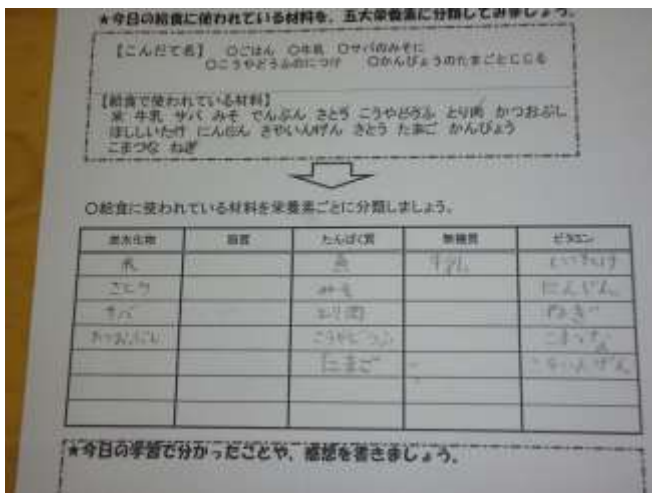 ★今日の給食に使われている材料を、五大栄養素に分類してみましょう。
【こんだて名】 ○ごはん ○牛乳 ○サバのみそに
○こうやどうふのにつけ ○かんぴょうのたまごとじじる
【給食で使われている材料】
米 牛乳 サバ みそ でんぷん さとう こうやどうふ とり肉 かつおぶし
ほししいたけ にんじん さやいんげん さとう たまご かんぴょう
こまつな ねぎ
○給食に使われている材料を栄養素ごとに分類しましょう。
炭水化物 脂質 たんぱく質 無機質 ビタミン
米 魚 牛乳
さとう みそ にんじん
サバ とり肉 ねぎ
こうやどうふ こまつな
たまご さやいんげん
★今日の学習で分かったことや、感想を書きましょう。